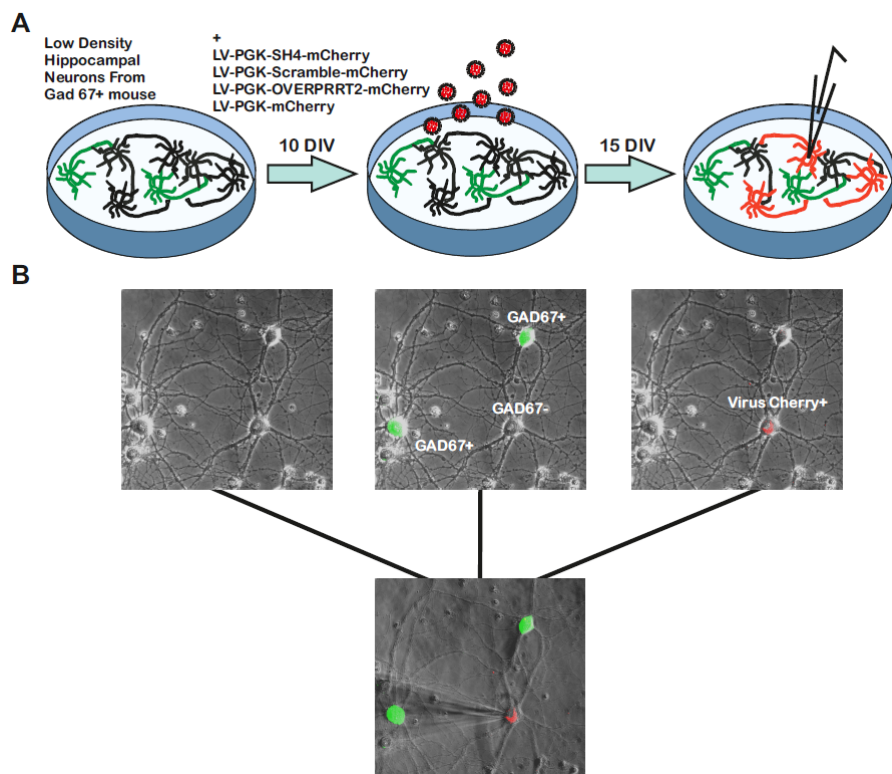 A
Low Density
Hippocampal
Neurons From
Gad 67+ mouse
+
LV-PGK-SH4-mCherry
LV-PGK-Scramble-mCherry
LV-PGK-OVERPRRT2-mCherry
LV-PGK-mCherry
10 DIV
15 DIV
B
GAD67+
GAD67-
GAD67+
Virus Cherry+